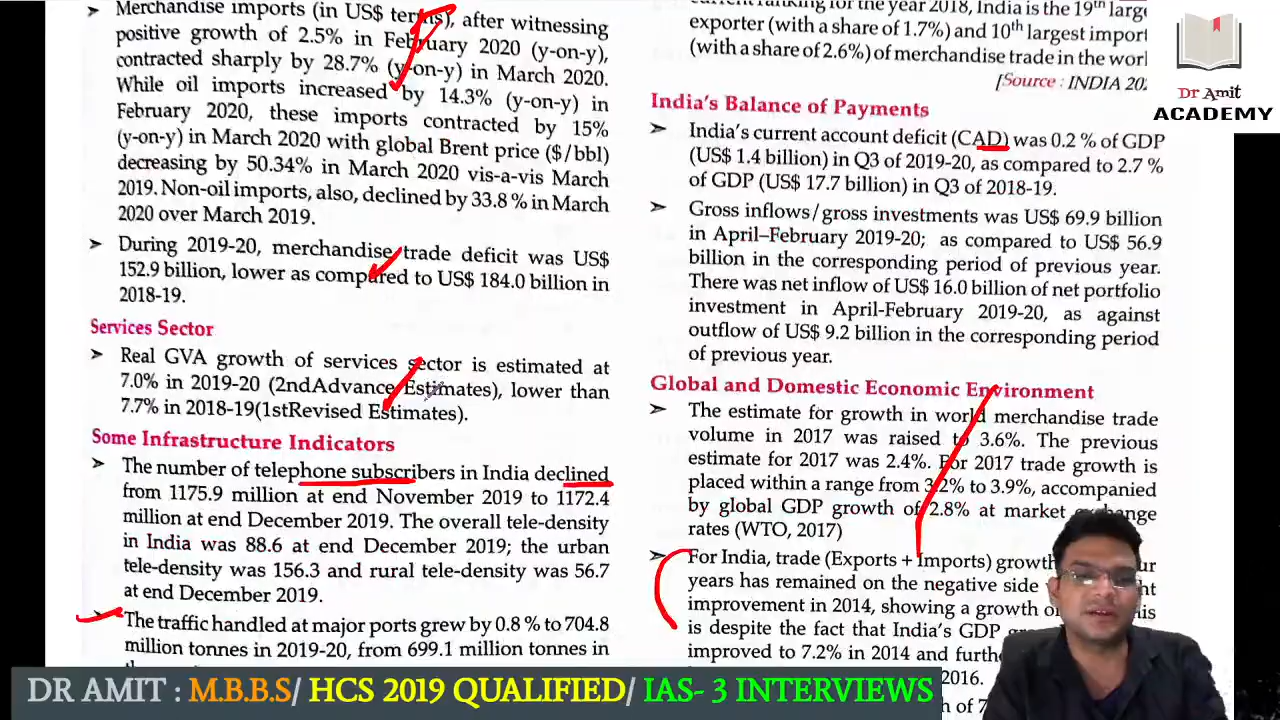 Merchandise imports (in US$ terms), after witnessing
positive growth of 2.5% in February 2020 (y-on-y),
contracted sharply by 28.7% (y-on-y) in March 2020.
While oil imports increased by 14.3% (y-on-y) in
February 2020, these imports contracted by 15%
(y-on-y) in March 2020 with global Brent price ($/bbl)
decreasing by 50.34% in March 2020 vis-a-vis March
2019. Non-oil imports, also, declined by 33.8 % in March
2020 over March 2019.
During 2019-20, merchandise trade deficit was US$
152.9 billion, lower as compared to US$ 184.0 billion in
2018-19.
Services Sector
Real GVA growth of services sector is estimated at
7.0% in 2019-20 (2ndAdvance Estimates), lower than
7.7% in 2018-19(1stRevised Estimates).
Some Infrastructure Indicators
The number of telephone subscribers in India declined
from 1175.9 million at end November 2019 to 1172.4
million at end December 2019. The overall tele-density
in India was 88.6 at end December 2019; the urban
tele-density was 156.3 and rural tele-density was 56.7
at end December 2019.
The traffic handled at major ports grew by 0.8 % to 704.8
million tonnes in 2019-20, from 699.1 million tonnes in
for the year 2018, India is the 19th larg
exporter (with a share of 1.7%) and 10th largest import
(with a share of 2.6%) of merchandise trade in the worl
[Source : INDIA 202
India's Balance of Payments
India's current account deficit (CAD) was 0.2 % of GDP
(US$ 1.4 billion) in Q3 of 2019-20, as compared to 2.7 %
of GDP (US$ 17.7 billion) in Q3 of 2018-19.
Gross inflows/gross investments was US$ 69.9 billion
in April–February 2019-20; as compared to US$ 56.9
billion in the corresponding period of previous year.
There was net inflow of US$ 16.0 billion of net portfolio
investment in April-February 2019-20, as against
outflow of US$ 9.2 billion in the corresponding period
of previous year.
Global and Domestic Economic Environment
The estimate for growth in world merchandise trade
volume in 2017 was raised to 3.6%. The previous
estimate for 2017 was 2.4%. For 2017 trade growth is
placed within a range from 3.2% to 3.9%, accompanied
by global GDP growth of 2.8% at market exchange
rates (WTO, 2017)
For India, trade (Exports + Imports) growth ur
years has remained on the negative side nt
improvement in 2014, showing a growth of his
is despite the fact that India's GDP
improved to 7.2% in 2014 and furthe
2016.
h of 7
Dr Amit
ACADEMY
DR AMIT : M.B.B.S/ HCS 2019 QUALIFIED/ IAS- 3 INTERVIEWS